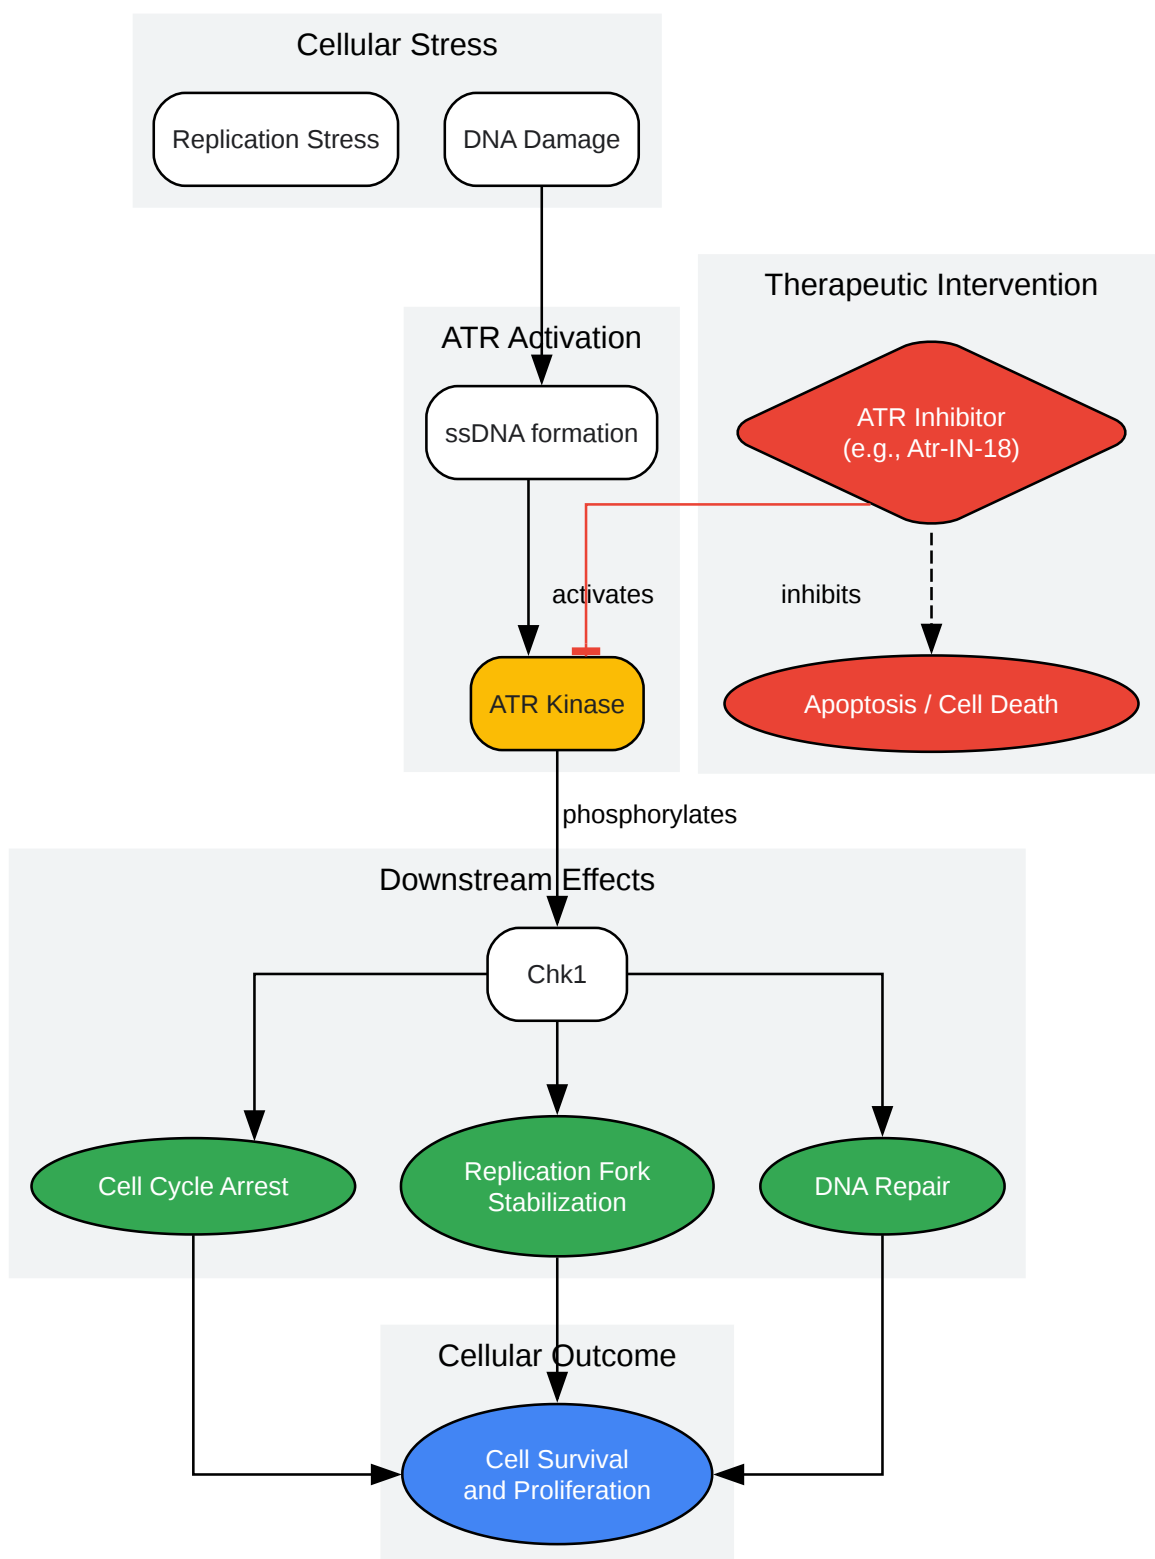 Cellular Stress
Replication Stress
DNA Damage
Therapeutic Intervention
ATR Activation
ATR Inhibitor
(e.g., Atr-IN-18)
ssDNA formation
activates
inhibits
ATR Kinase
Apoptosis / Cell Death
phosphorylates
Downstream Effects
Chk1
Cell Cycle Arrest
Replication Fork
Stabilization
DNA Repair
Cellular Outcome
Cell Survival
and Proliferation